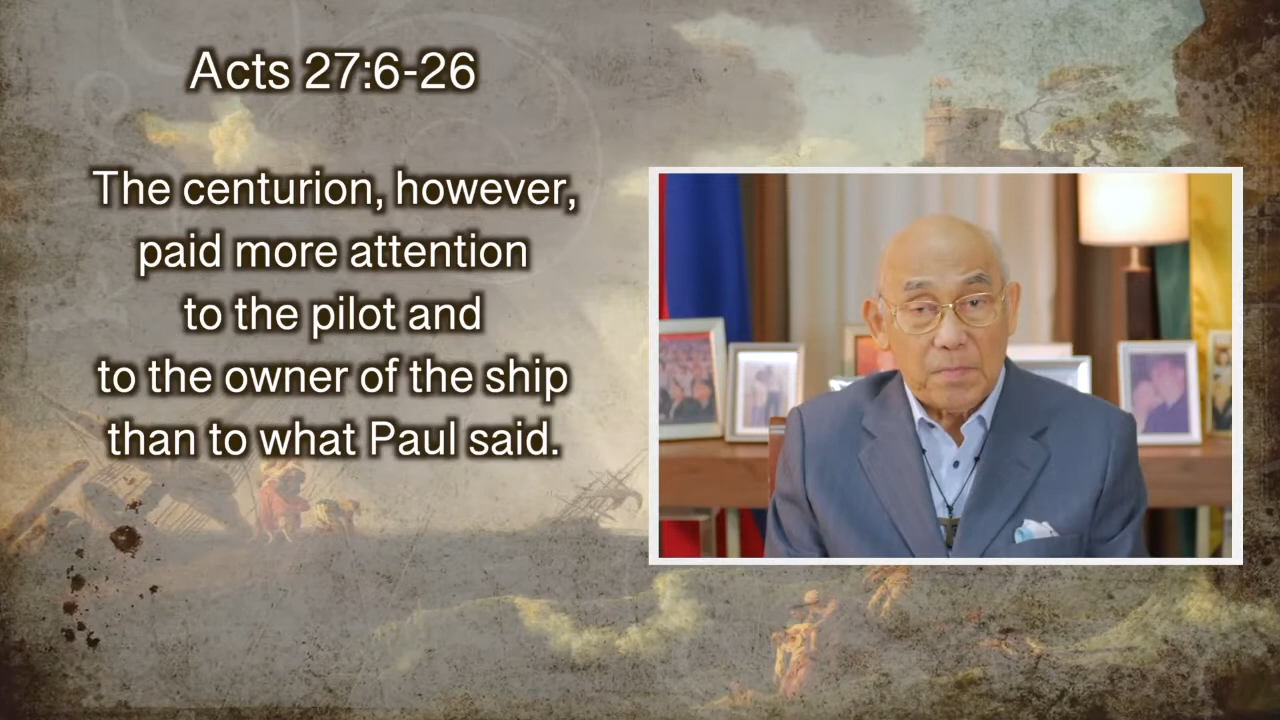 Acts 27:6-26
The centurion, however,
paid more attention
to the pilot and
to the owner of the ship
than to what Paul said.